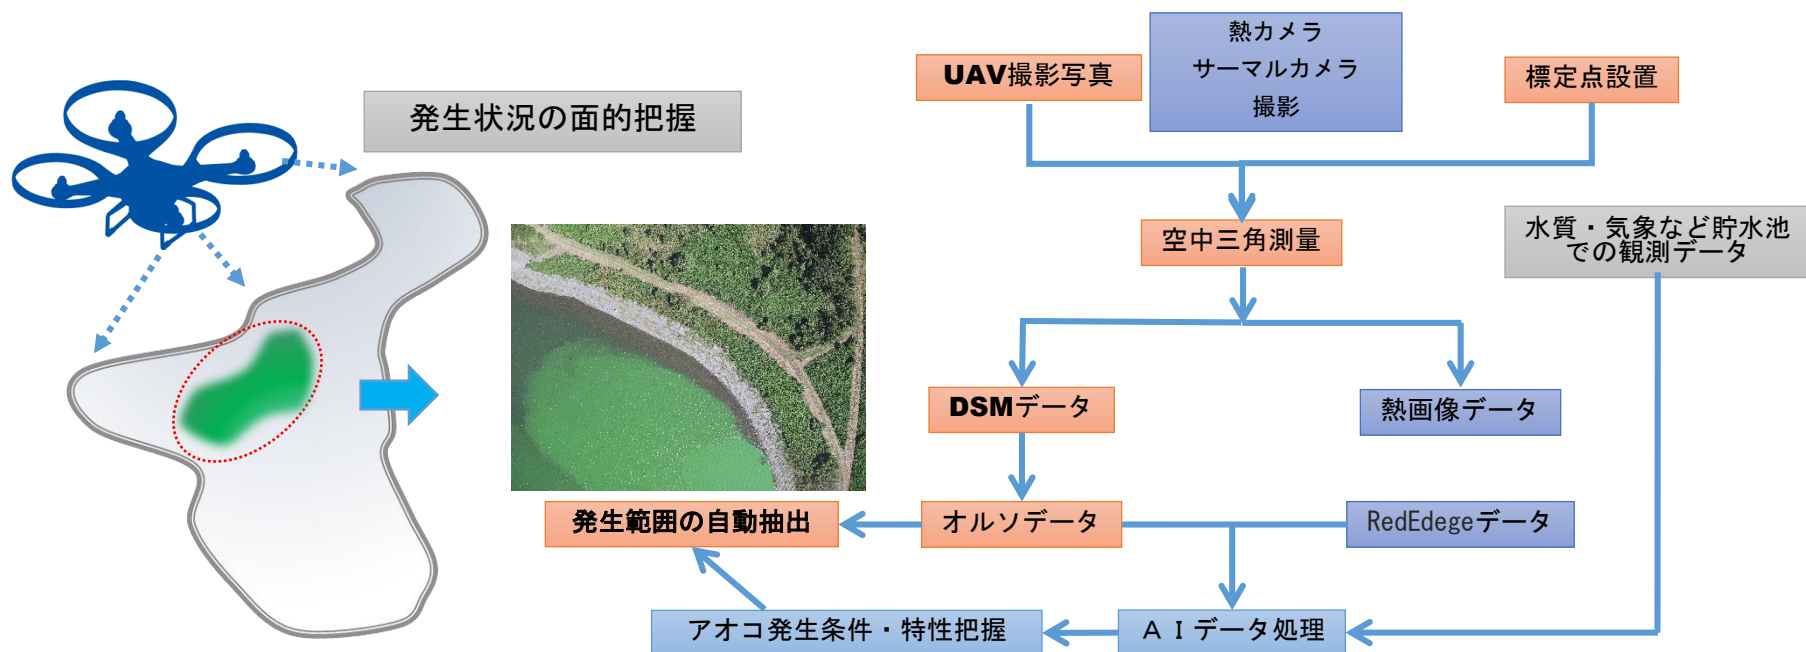 発生状況の面的把握
UAV撮影写真
熱カメラ
サーマルカメラ
撮影
標定点設置
空中三角測量
水質・気象など貯水池
での観測データ
DSMデータ
熱画像データ
発生範囲の自動抽出
オルソデータ
RedEdegeデータ
アオコ発生条件・特性把握
ＡＩデータ処理